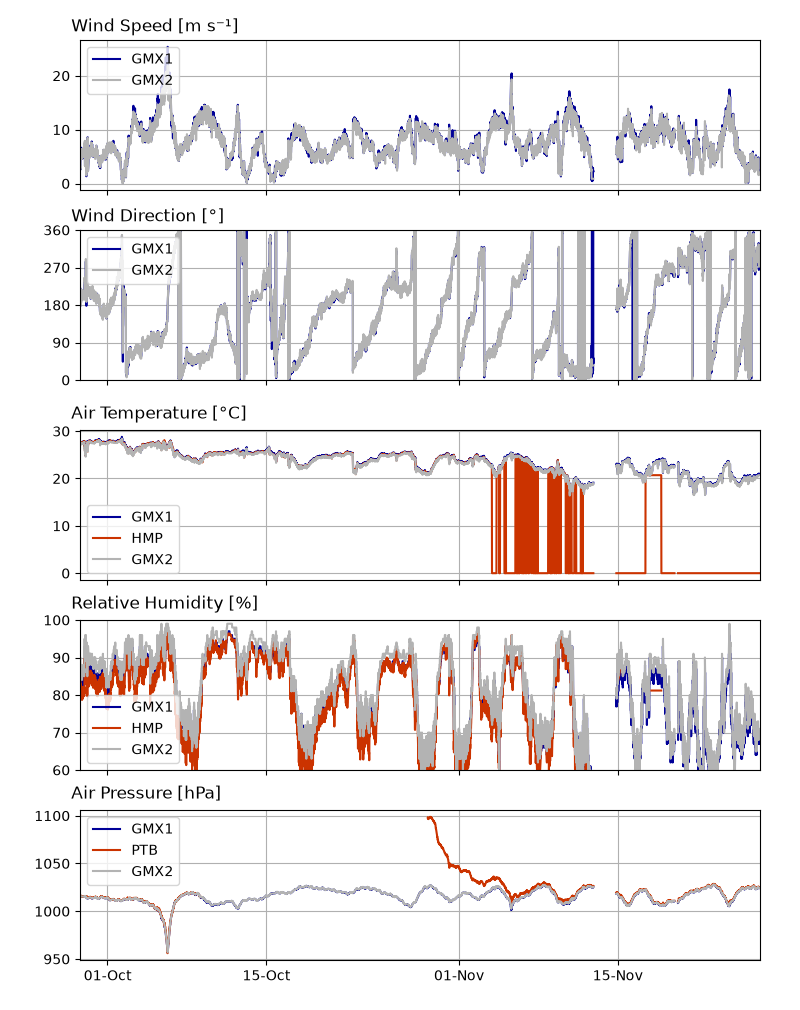 Wind Speed [m s⁻¹]
GMX1
GMX2
20
10
0
Wind Direction [°]
360
270
180
90
0
GMX1
GMX2
Air Temperature [°C]
30
20
10
0
GMX1
HMP
GMX2
Relative Humidity [%]
100
90
80
70
60
GMX1
HMP
GMX2
Air Pressure [hPa]
1100
1050
1000
950
GMX1
PTB
GMX2
01-Oct 15-Oct 01-Nov 15-Nov